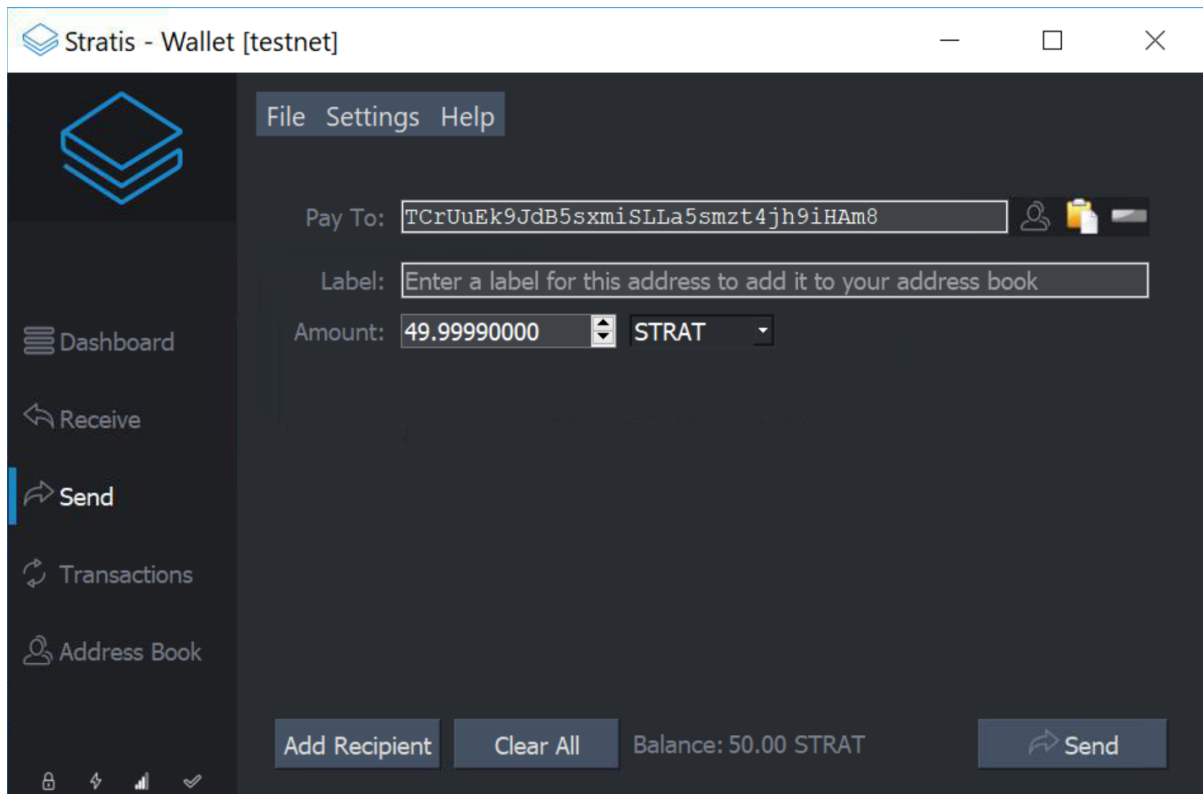 Stratis - Wallet [testnet]
File Settings Help
Pay To: TCrUuEk9JdB5sxmiSLLa5smzt4jh9iHAm8
Label: Enter a label for this address to add it to your address book
Amount: 49.99990000 STRAT
Dashboard
Receive
Send
Transactions
Address Book
Add Recipient Clear All Balance: 50.00 STRAT Send